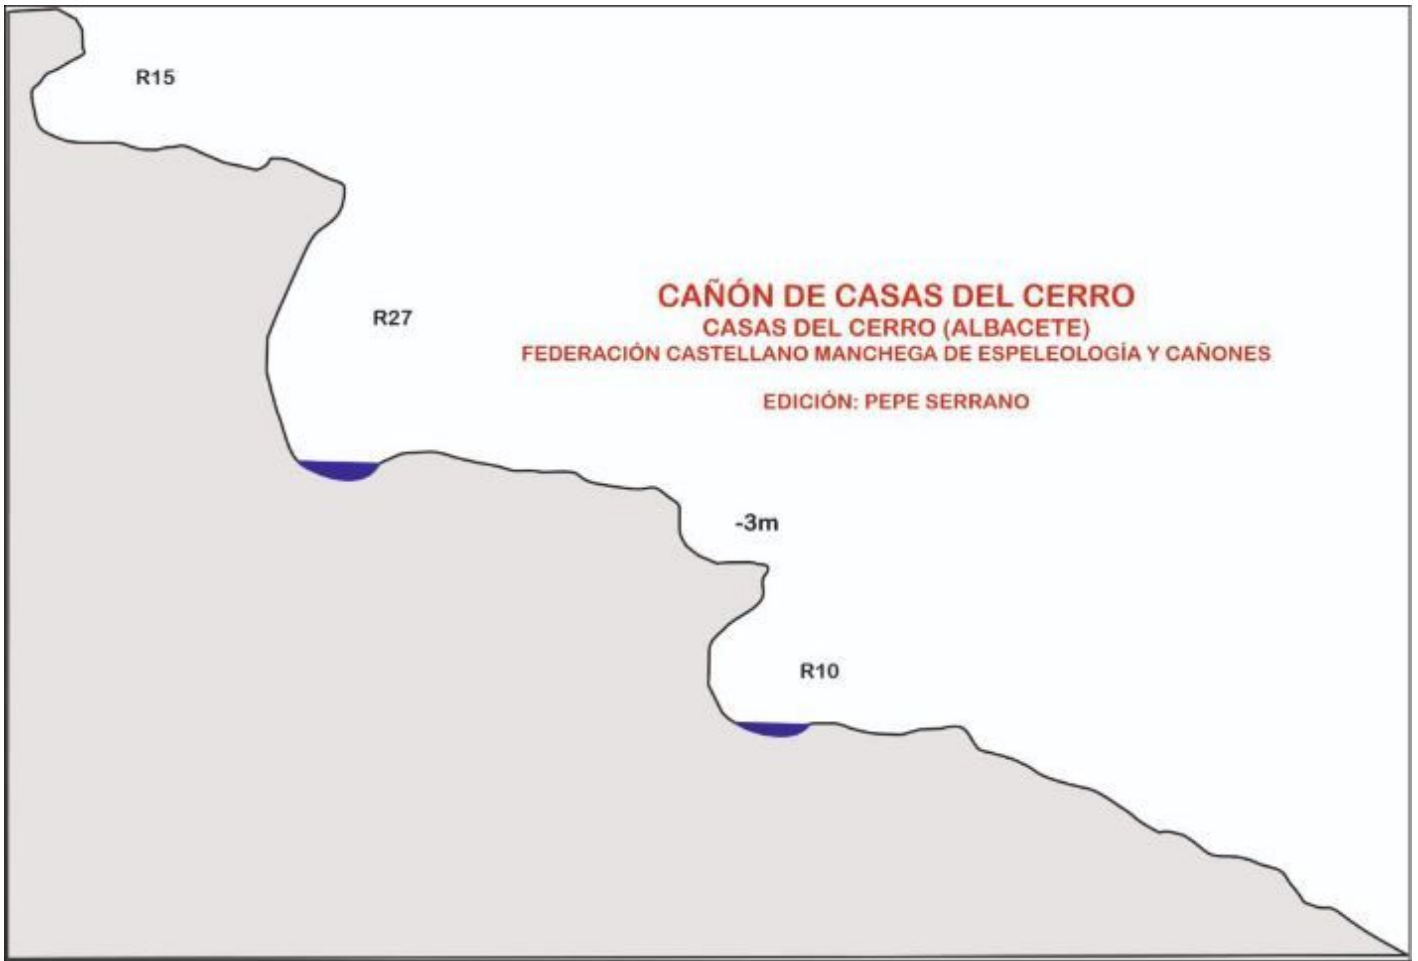 R15
R27
CAÑÓN DE CASAS DEL CERRO
CASAS DEL CERRO (ALBACETE)
FEDERACIÓN CASTELLANO MANCHEGA DE ESPELEOLOGÍA Y CAÑONES
EDICIÓN: PEPE SERRANO
-3m
R10